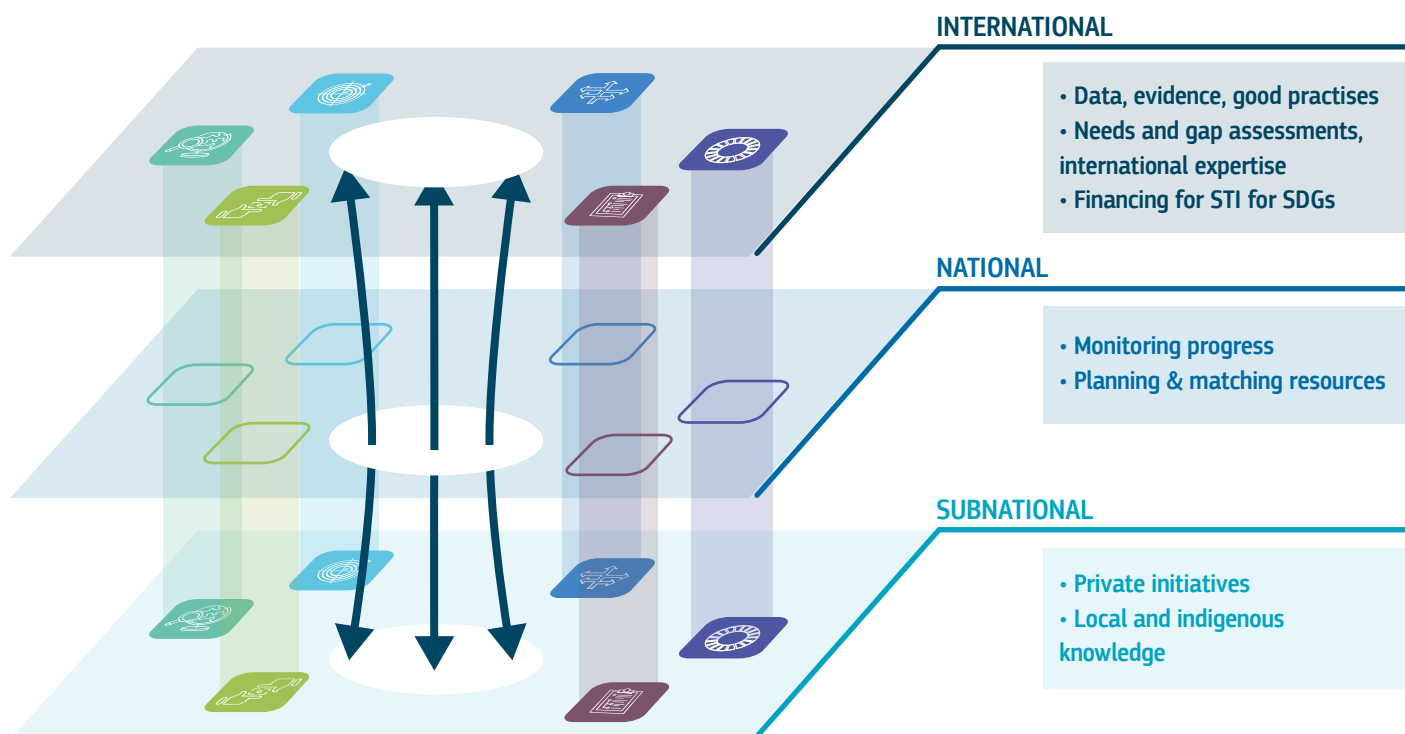 INTERNATIONAL
• Data, evidence, good practises
• Needs and gap assessments,
international expertise
• Financing for STI for SDGs
NATIONAL
• Monitoring progress
• Planning & matching resources
SUBNATIONAL
• Private initiatives
• Local and indigenous
knowledge